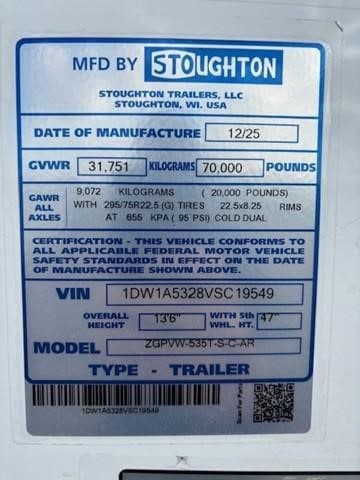 MFD BY STOUGHTON
STOUGHTON TRAILERS, LLC
STOUGHTON, WI. USA
DATE OF MANUFACTURE 12/25
GVWR 31,751 KILOGRAMS 70,000 POUNDS
GAWR ALL AXLES
9,072 KILOGRAMS ( 20,000 POUNDS)
WITH 295/75R22.5 (G) TIRES 22.5x8.25 RIMS
AT 655 KPA ( 95 PSI) COLD DUAL
CERTIFICATION - THIS VEHICLE CONFORMS TO
ALL APPLICABLE FEDERAL MOTOR VEHICLE
SAFETY STANDARDS IN EFFECT ON THE DATE
OF MANUFACTURE SHOWN ABOVE.
VIN 1DW1A5328VSC19549
OVERALL HEIGHT 13'6" WITH 5th WHL. HT. 47"
MODEL ZGPVW-535T-S-C-AR
TYPE - TRAILER
1DW1A5328VSC19549
Scan For Parts